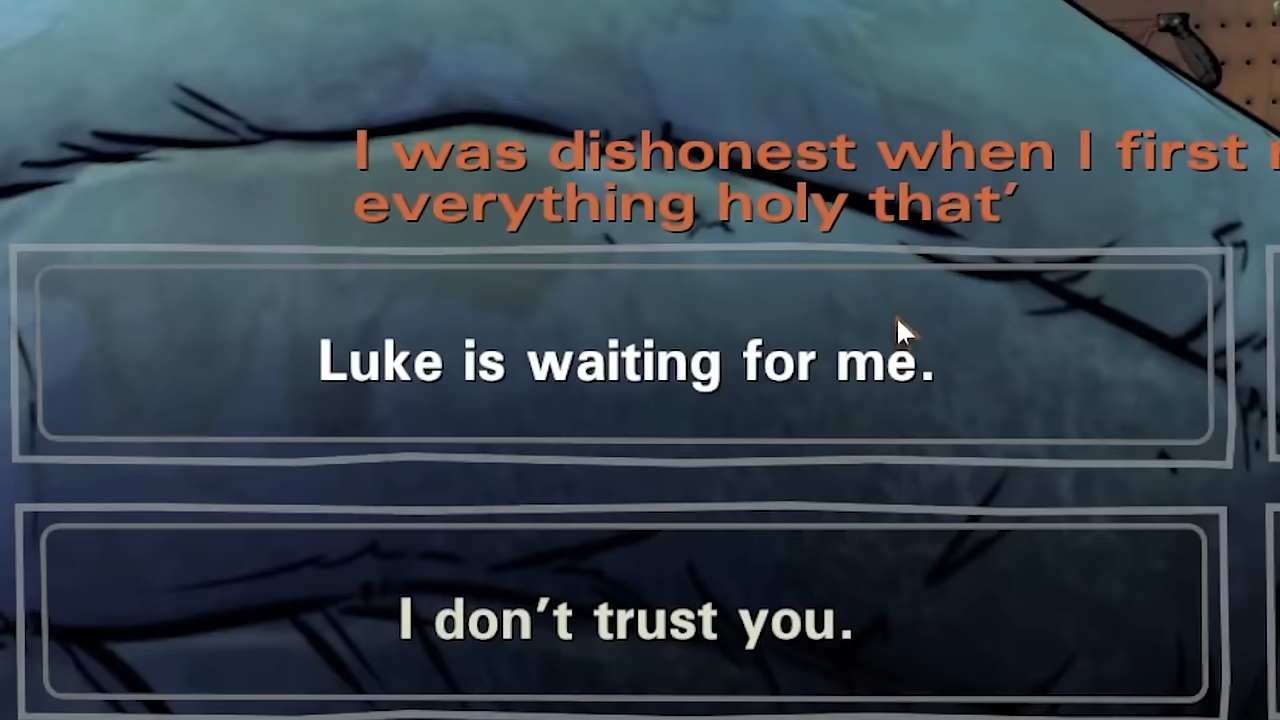 I was dishonest when I first
everything holy that’
Luke is waiting for me.
I don’t trust you.